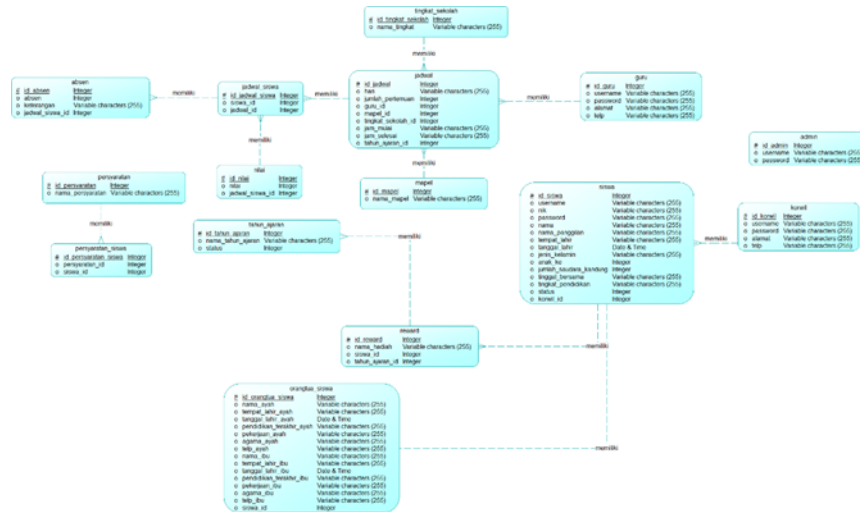 tingkat_sekolah
# id_tingkat_sekolah Integer
o nama_tingkat Variable characters (255)
memiliki
absen
# id_absen Integer
o absen Integer
o keterangan Variable characters (255)
o jadwal_siswa_id Integer
memiliki
jadwal_siswa
# id_jadwal_siswa Integer
o siswa_id Integer
o jadwal_id Integer
memiliki
jadwal
# id_jadwal Integer
o hari Variable characters (255)
o jumlah_pertemuan Integer
o guru_id Integer
o mapel_id Integer
o tingkat_sekolah_id Integer
o jam_mulai Variable characters (255)
o jam_selesai Variable characters (255)
o tahun_ajaran_id Integer
memiliki
guru
# id_guru Integer
o username Variable characters (255)
o password Variable characters (255)
o alamat Variable characters (255)
o telp Variable characters (255)
admin
# id_admin Integer
o username Variable characters (255)
o password Variable characters (255)
memiliki
nilai
# id_nilai Integer
o nilai Integer
o jadwal_siswa_id Integer
memiliki
mapel
# id_mapel Integer
o nama_mapel Variable characters (255)
persyaratan
# id_persyaratan Integer
o nama_persyaratan Variable characters (255)
memiliki
persyaratan_siswa
# id_persyaratan_siswa Integer
o persyaratan_id Integer
o siswa_id Integer
tahun_ajaran
# id_tahun_ajaran Integer
o nama_tahun_ajaran Variable characters (255)
o status Integer
memiliki
siswa
# id_siswa Integer
o username Variable characters (255)
o nik Variable characters (255)
o password Variable characters (255)
o nama Variable characters (255)
o nama_panggilan Variable characters (255)
o tempat_lahir Variable characters (255)
o tanggal_lahir Date & Time
o jenis_kelamin Variable characters (255)
o anak_ke Integer
o jumlah_saudara_kandung Integer
o tinggal_bersama Variable characters (255)
o tingkat_pendidikan Variable characters (255)
o status Integer
o korwil_id Integer
memiliki
korwil
# id_korwil Integer
o username Variable characters (255)
o password Variable characters (255)
o alamat Variable characters (255)
o telp Variable characters (255)
reward
# id_reward Integer
o nama_hadiah Variable characters (255)
o siswa_id Integer
o tahun_ajaran_id Integer
memiliki
orangtua_siswa
# id_orangtua_siswa Integer
o nama_ayah Variable characters (255)
o tempat_lahir_ayah Variable characters (255)
o tanggal_lahir_ayah Date & Time
o pendidikan_terakhir_ayah Variable characters (255)
o pekerjaan_ayah Variable characters (255)
o agama_ayah Variable characters (255)
o telp_ayah Variable characters (255)
o nama_ibu Variable characters (255)
o tempat_lahir_ibu Variable characters (255)
o tanggal_lahir_ibu Date & Time
o pendidikan_terakhir_ibu Variable characters (255)
o pekerjaan_ibu Variable characters (255)
o agama_ibu Variable characters (255)
o telp_ibu Variable characters (255)
o siswa_id Integer
memiliki